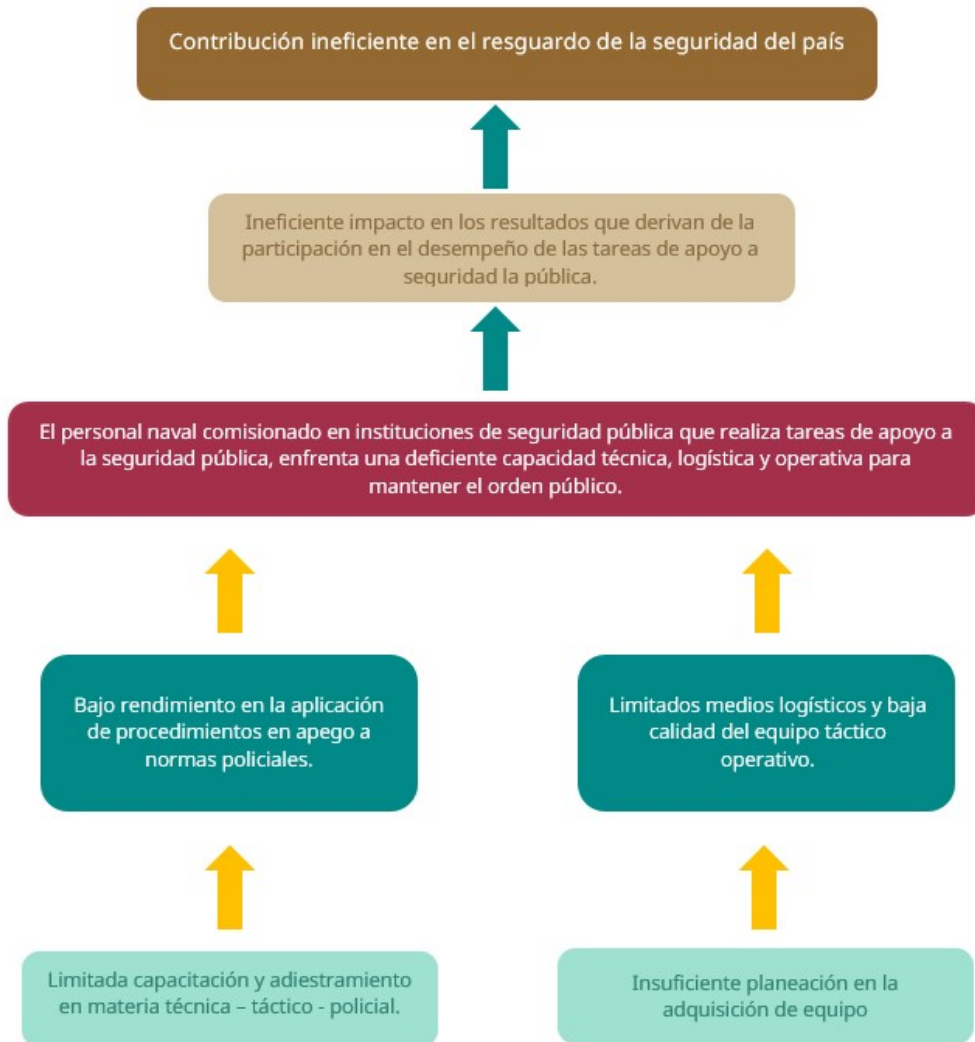 Contribución ineficiente en el resguardo de la seguridad del país
Ineficiente impacto en los resultados que derivan de la
participación en el desempeño de las tareas de apoyo a
seguridad la pública.
El personal naval comisionado en instituciones de seguridad pública que realiza tareas de apoyo a
la seguridad pública, enfrenta una deficiente capacidad técnica, logística y operativa para
mantener el orden público.
Bajo rendimiento en la aplicación
de procedimientos en apego a
normas policiales.
Limitados medios logísticos y baja
calidad del equipo táctico
operativo.
Limitada capacitación y adiestramiento
en materia técnica – táctico - policial.
Insuficiente planeación en la
adquisición de equipo